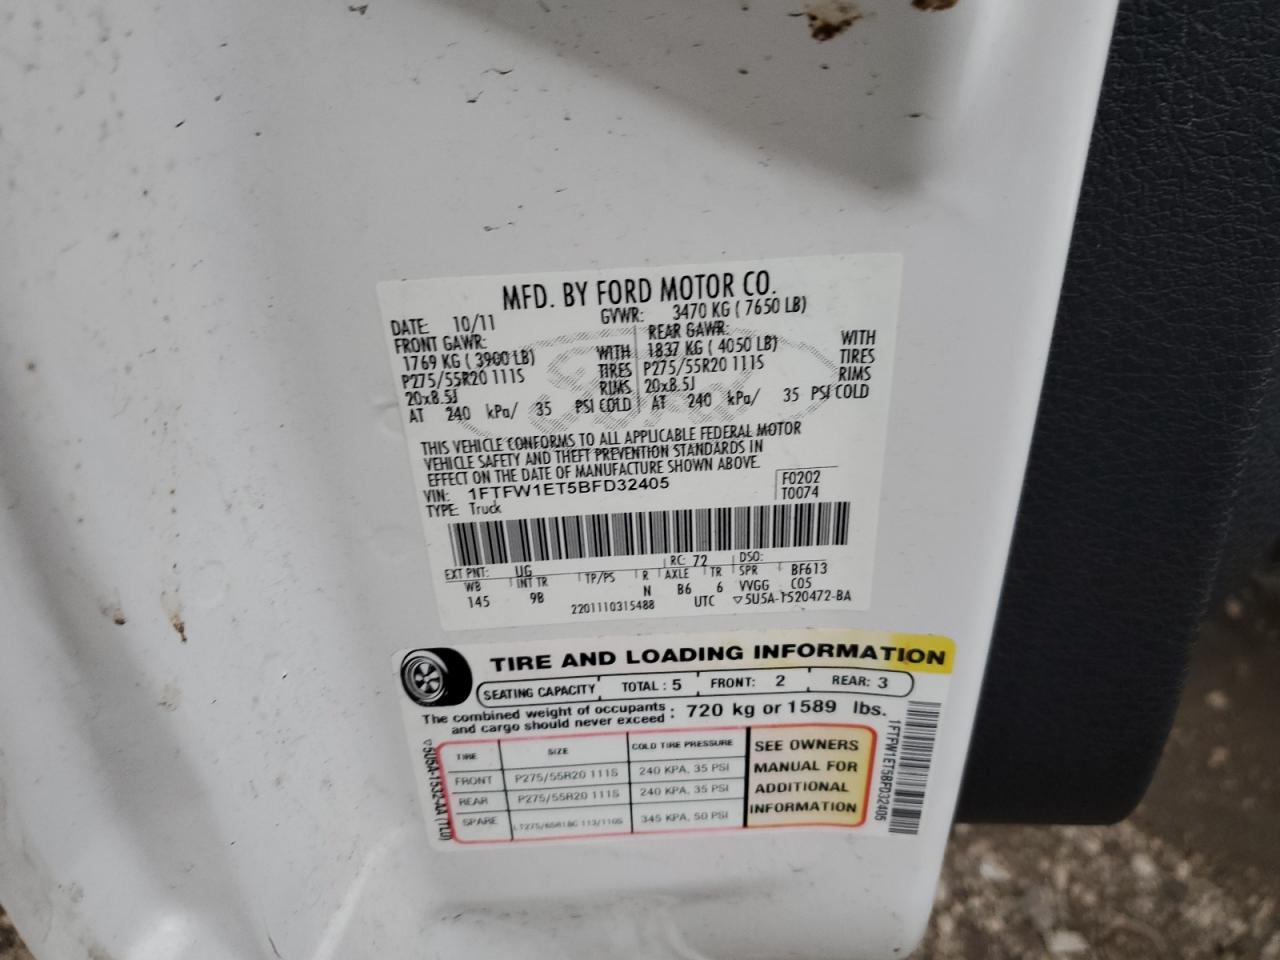 MFD. BY FORD MOTOR CO.
DATE: 10/11 GVWR: 3470 KG ( 7650 LB)
FRONT GAWR: REAR GAWR:
1769 KG ( 3900 LB) WITH 1837 KG ( 4050 LB) WITH
P275/55R20 111S TIRES P275/55R20 111S TIRES
20x8.5J RIMS 20x8.5J RIMS
AT 240 kPa/ 35 PSI COLD AT 240 kPa/ 35 PSI COLD
THIS VEHICLE CONFORMS TO ALL APPLICABLE FEDERAL MOTOR
VEHICLE SAFETY AND THEFT PREVENTION STANDARDS IN
EFFECT ON THE DATE OF MANUFACTURE SHOWN ABOVE.
VIN: 1FTFW1ET5BFD32405 F0202
TYPE: Truck T0074
EXT PNT: UG RC: 72 DSO:
WB INT TR TP/PS R AXLE TR SPR BF613
145 9B N B6 6 VVGG C05
2201110315488 UTC ▽5U5A-1520472-BA
TIRE AND LOADING INFORMATION
SEATING CAPACITY TOTAL : 5 FRONT: 2 REAR: 3
The combined weight of occupants
and cargo should never exceed : 720 kg or 1589 lbs.
TIRE SIZE COLD TIRE PRESSURE
FRONT P275/55R20 111S 240 KPA, 35 PSI
REAR P275/55R20 111S 240 KPA, 35 PSI
SPARE LT275/65R18C 113/110S 345 KPA, 50 PSI
SEE OWNERS
MANUAL FOR
ADDITIONAL
INFORMATION
1FTFW1ET5BFD32405